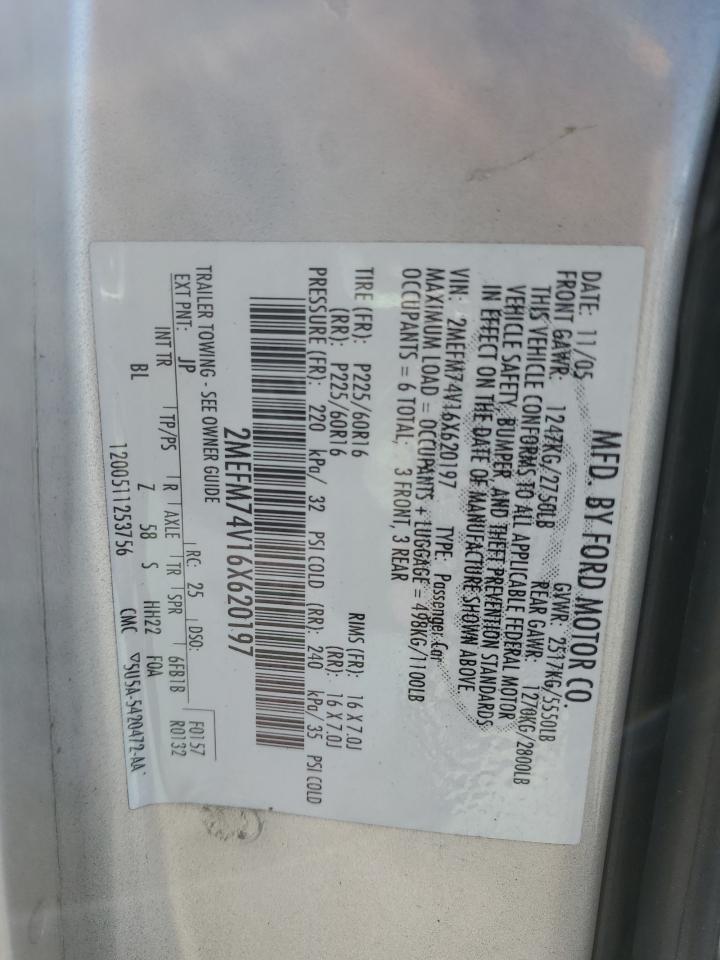 MFD. BY FORD MOTOR CO.
DATE: 11/05 GVWR: 2517KG/5550LB
FRONT GAWR: 1247KG/2750LB REAR GAWR: 1270KG/2800LB
THIS VEHICLE CONFORMS TO ALL APPLICABLE FEDERAL MOTOR
VEHICLE SAFETY, BUMPER, AND THEFT PREVENTION STANDARDS
IN EFFECT ON THE DATE OF MANUFACTURE SHOWN ABOVE.
VIN: 2MEFM74V16X620197 TYPE: Passenger Car
MAXIMUM LOAD = OCCUPANTS + LUGGAGE = 498KG/1100LB
OCCUPANTS = 6 TOTAL; 3 FRONT, 3 REAR
TIRE (FR): P225/60R16 RIMS (FR): 16 X 7.0J
(RR): P225/60R16 (RR): 16 X 7.0J
PRESSURE (FR): 220 kPa/ 32 PSI COLD (RR): 240 kPa/ 35 PSI COLD
2MEFM74V16X620197
TRAILER TOWING - SEE OWNER GUIDE
EXT PNT: JP RC: 25 DSO: F0157
R0132
INT TR TP/PS R AXLE TR SPR 6FB1B
BL Z 58 S HH22 F0A
1200511253756 CMC ▽5U5A-5420472-AA